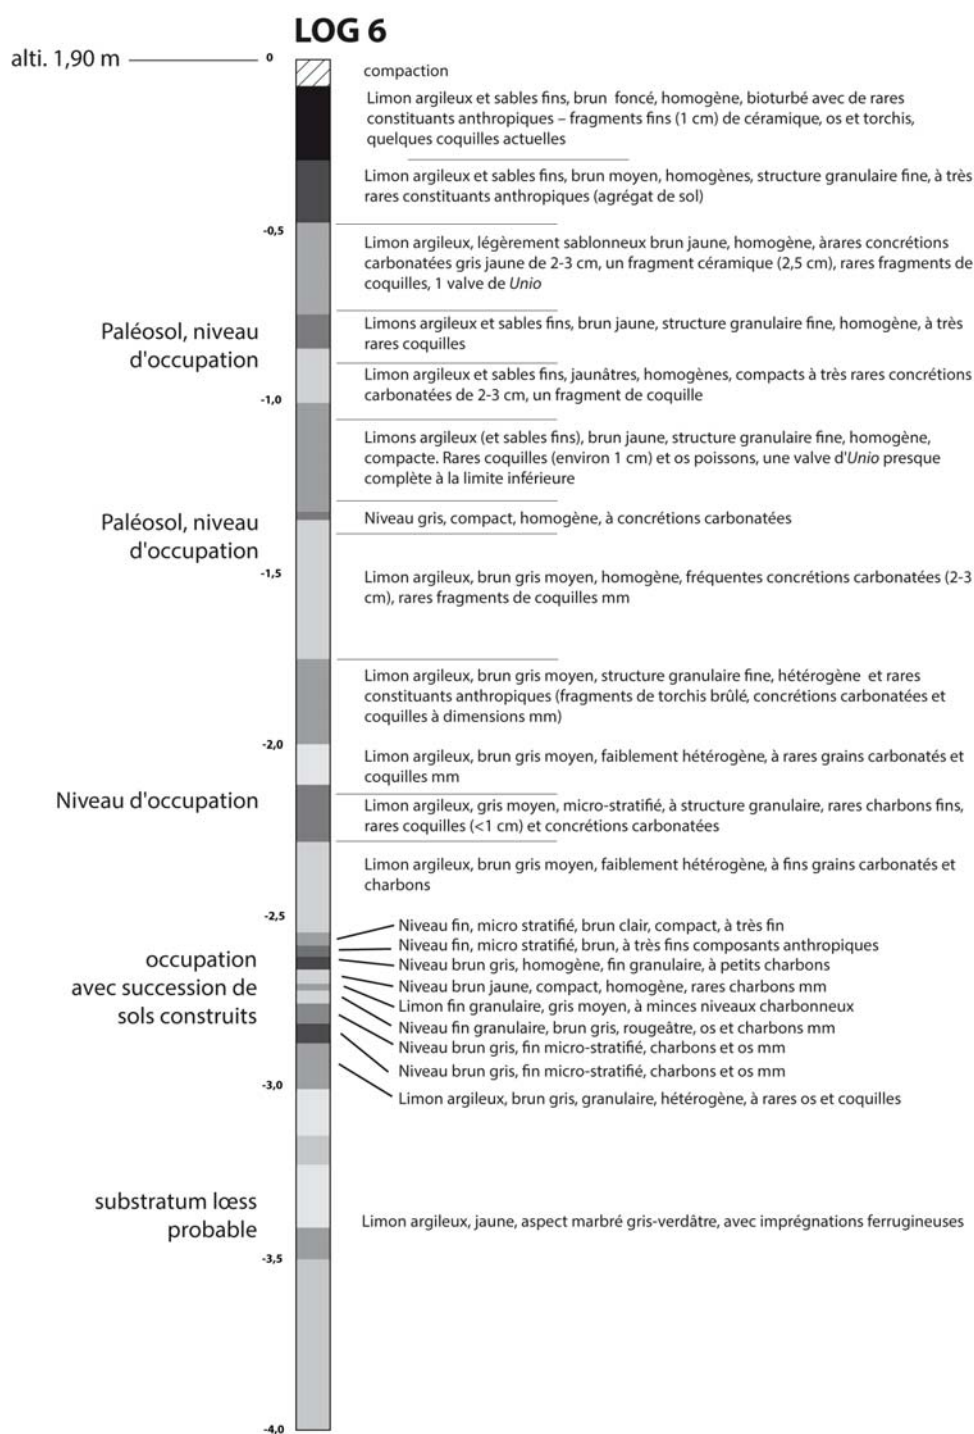 LOG 6
alti. 1,90 m
0
compaction
Limon argileux et sables fins, brun foncé, homogène, bioturbé avec de rares
constituants anthropiques – fragments fins (1 cm) de céramique, os et torchis,
quelques coquilles actuelles
Limon argileux et sables fins, brun moyen, homogènes, structure granulaire fine, à très
rares constituants anthropiques (agrégat de sol)
-0,5
Limon argileux, légèrement sablonneux brun jaune, homogène, àrares concrétions
carbonatées gris jaune de 2-3 cm, un fragment céramique (2,5 cm), rares fragments de
coquilles, 1 valve de Unio
Paléosol, niveau
d'occupation
Limons argileux et sables fins, brun jaune, structure granulaire fine, homogène, à très
rares coquilles
Limon argileux et sables fins, jaunâtres, homogènes, compacts à très rares concrétions
carbonatées de 2-3 cm, un fragment de coquille
-1,0
Limons argileux (et sables fins), brun jaune, structure granulaire fine, homogène,
compacte. Rares coquilles (environ 1 cm) et os poissons, une valve d'Unio presque
complète à la limite inférieure
Paléosol, niveau
d'occupation
Niveau gris, compact, homogène, à concrétions carbonatées
-1,5
Limon argileux, brun gris moyen, homogène, fréquentes concrétions carbonatées (2-3
cm), rares fragments de coquilles mm
Limon argileux, brun gris moyen, structure granulaire fine, hétérogène et rares
constituants anthropiques (fragments de torchis brûlé, concrétions carbonatées et
coquilles à dimensions mm)
-2,0
Limon argileux, brun gris moyen, faiblement hétérogène, à rares grains carbonatés et
coquilles mm
Niveau d'occupation
Limon argileux, gris moyen, micro-stratifié, à structure granulaire, rares charbons fins,
rares coquilles (<1 cm) et concrétions carbonatées
Limon argileux, brun gris moyen, faiblement hétérogène, à fins grains carbonatés et
charbons
-2,5
occupation
avec succession de
sols construits
Niveau fin, micro stratifié, brun clair, compact, à très fin
Niveau fin, micro stratifié, brun, à très fins composants anthropiques
Niveau brun gris, homogène, fin granulaire, à petits charbons
Niveau brun jaune, compact, homogène, rares charbons mm
Limon fin granulaire, gris moyen, à minces niveaux charbonneux
Niveau fin granulaire, brun gris, rougeâtre, os et charbons mm
Niveau brun gris, fin micro-stratifié, charbons et os mm
Niveau brun gris, fin micro-stratifié, charbons et os mm
-3,0
Limon argileux, brun gris, granulaire, hétérogène, à rares os et coquilles
substratum lœss
probable
Limon argileux, jaune, aspect marbré gris-verdâtre, avec imprégnations ferrugineuses
-3,5
-4,0